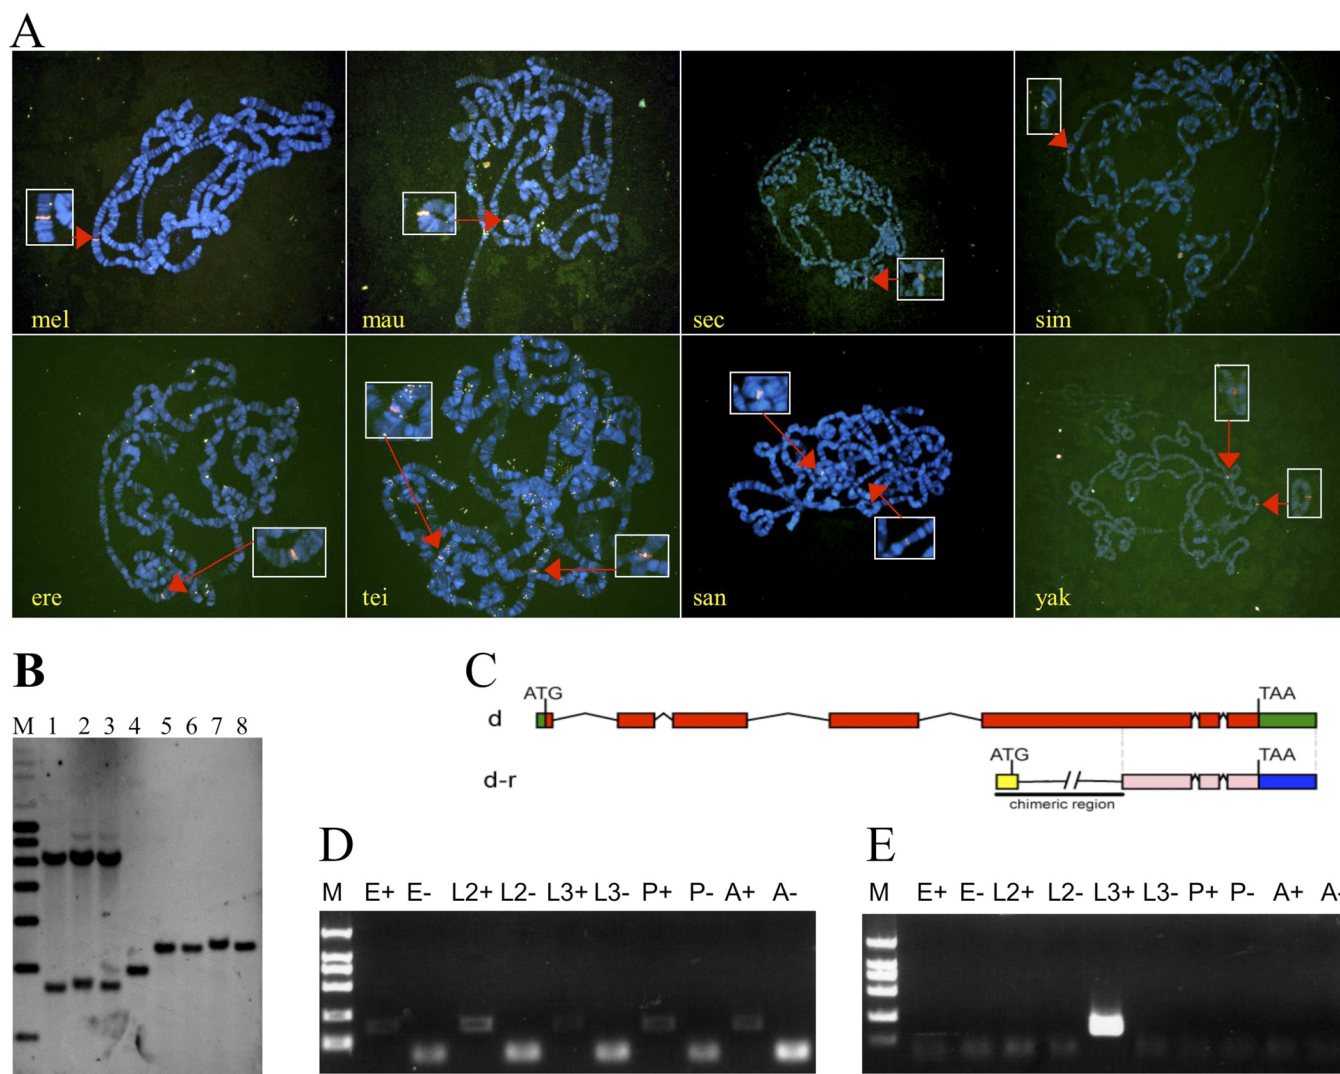 A
mel
mau
sec
sim
ere
tei
san
yak
B
M 1 2 3 4 5 6 7 8
C
ATG
TAA
d
ATG
TAA
d-r
chimeric region
D
M E+ E- L2+ L2- L3+ L3- P+ P- A+ A-
E
M E+ E- L2+ L2- L3+ L3- P+ P- A+ A-